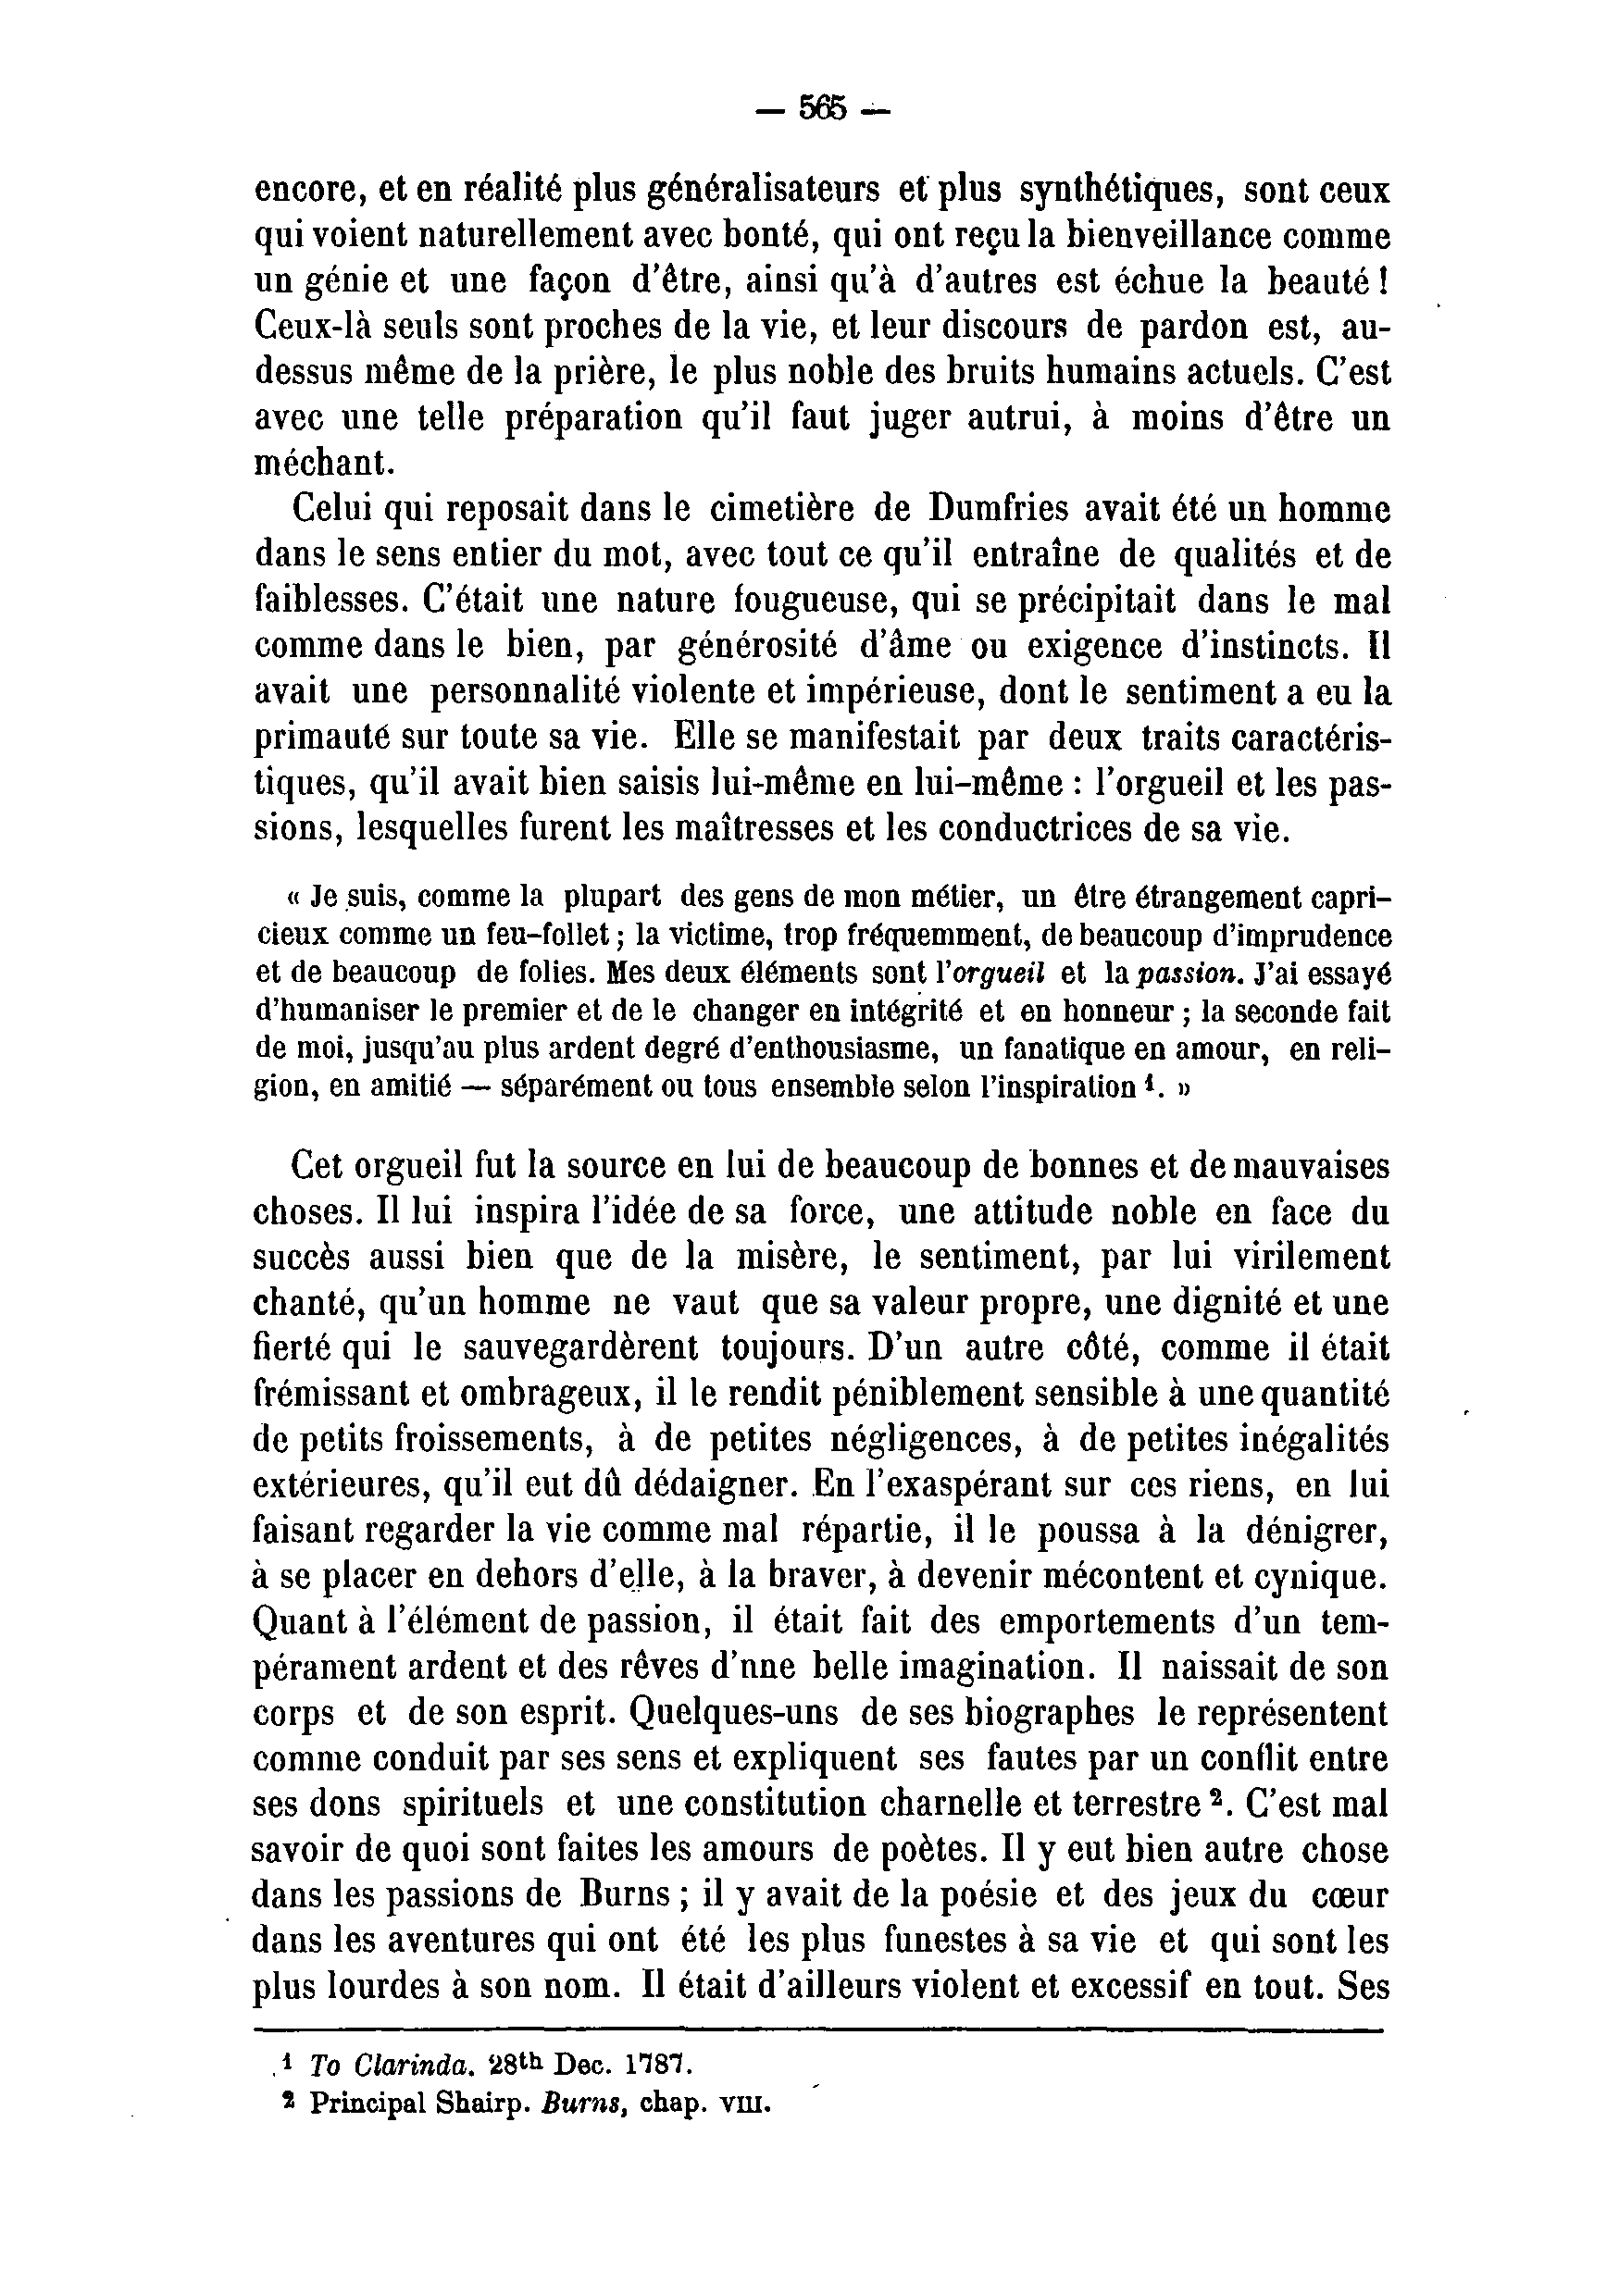 — 565 —
encore, et en réalité plus généralisateurs et plus synthétiques, sont ceux
qui voient naturellement avec bonté, qui ont reçu la bienveillance comme
un génie et une façon d'être, ainsi qu'à d'autres est échue la beauté !
Ceux-là seuls sont proches de la vie, et leur discours de pardon est, au-
dessus même de la prière, le plus noble des bruits humains actuels. C'est
avec une telle préparation qu'il faut juger autrui, à moins d'être un
méchant.
Celui qui reposait dans le cimetière de Dumfries avait été un homme
dans le sens entier du mot, avec tout ce qu'il entraîne de qualités et de
faiblesses. C'était une nature fougueuse, qui se précipitait dans le mal
comme dans le bien, par générosité d'âme ou exigence d'instincts. Il
avait une personnalité violente et impérieuse, dont le sentiment a eu la
primauté sur toute sa vie. Elle se manifestait par deux traits caractéris-
tiques, qu'il avait bien saisis lui-même en lui-même : l'orgueil et les pas-
sions, lesquelles furent les maîtresses et les conductrices de sa vie.
« Je suis, comme la plupart des gens de mon métier, un être étrangement capri-
cieux comme un feu-follet ; la victime, trop fréquemment, de beaucoup d'imprudence
et de beaucoup de folies. Mes deux éléments sont l'orgueil et la passion. J'ai essayé
d'humaniser le premier et de le changer en intégrité et en honneur ; la seconde fait
de moi, jusqu'au plus ardent degré d'enthousiasme, un fanatique en amour, en reli-
gion, en amitié — séparément ou tous ensemble selon l'inspiration ¹. »
Cet orgueil fut la source en lui de beaucoup de bonnes et de mauvaises
choses. Il lui inspira l'idée de sa force, une attitude noble en face du
succès aussi bien que de la misère, le sentiment, par lui virilement
chanté, qu'un homme ne vaut que sa valeur propre, une dignité et une
fierté qui le sauvegardèrent toujours. D'un autre côté, comme il était
frémissant et ombrageux, il le rendit péniblement sensible à une quantité
de petits froissements, à de petites négligences, à de petites inégalités
extérieures, qu'il eut dû dédaigner. En l'exaspérant sur ces riens, en lui
faisant regarder la vie comme mal répartie, il le poussa à la dénigrer,
à se placer en dehors d'elle, à la braver, à devenir mécontent et cynique.
Quant à l'élément de passion, il était fait des emportements d'un tem-
pérament ardent et des rêves d'nne belle imagination. Il naissait de son
corps et de son esprit. Quelques-uns de ses biographes le représentent
comme conduit par ses sens et expliquent ses fautes par un conflit entre
ses dons spirituels et une constitution charnelle et terrestre ². C'est mal
savoir de quoi sont faites les amours de poètes. Il y eut bien autre chose
dans les passions de Burns ; il y avait de la poésie et des jeux du cœur
dans les aventures qui ont été les plus funestes à sa vie et qui sont les
plus lourdes à son nom. Il était d'ailleurs violent et excessif en tout. Ses
¹ To Clarinda. 28th Dec. 1787.
² Principal Shairp. Burns, chap. VIII.